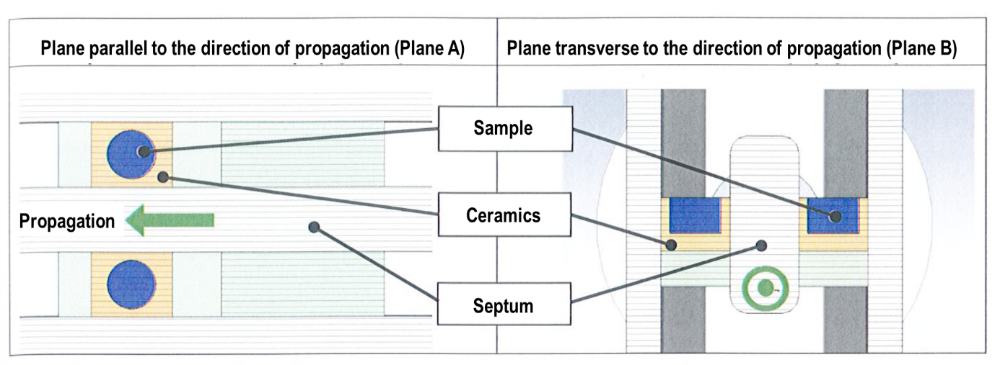 Plane parallel to the direction of propagation (Plane A)
Plane transverse to the direction of propagation (Plane B)
Sample
Ceramics
Propagation
Septum